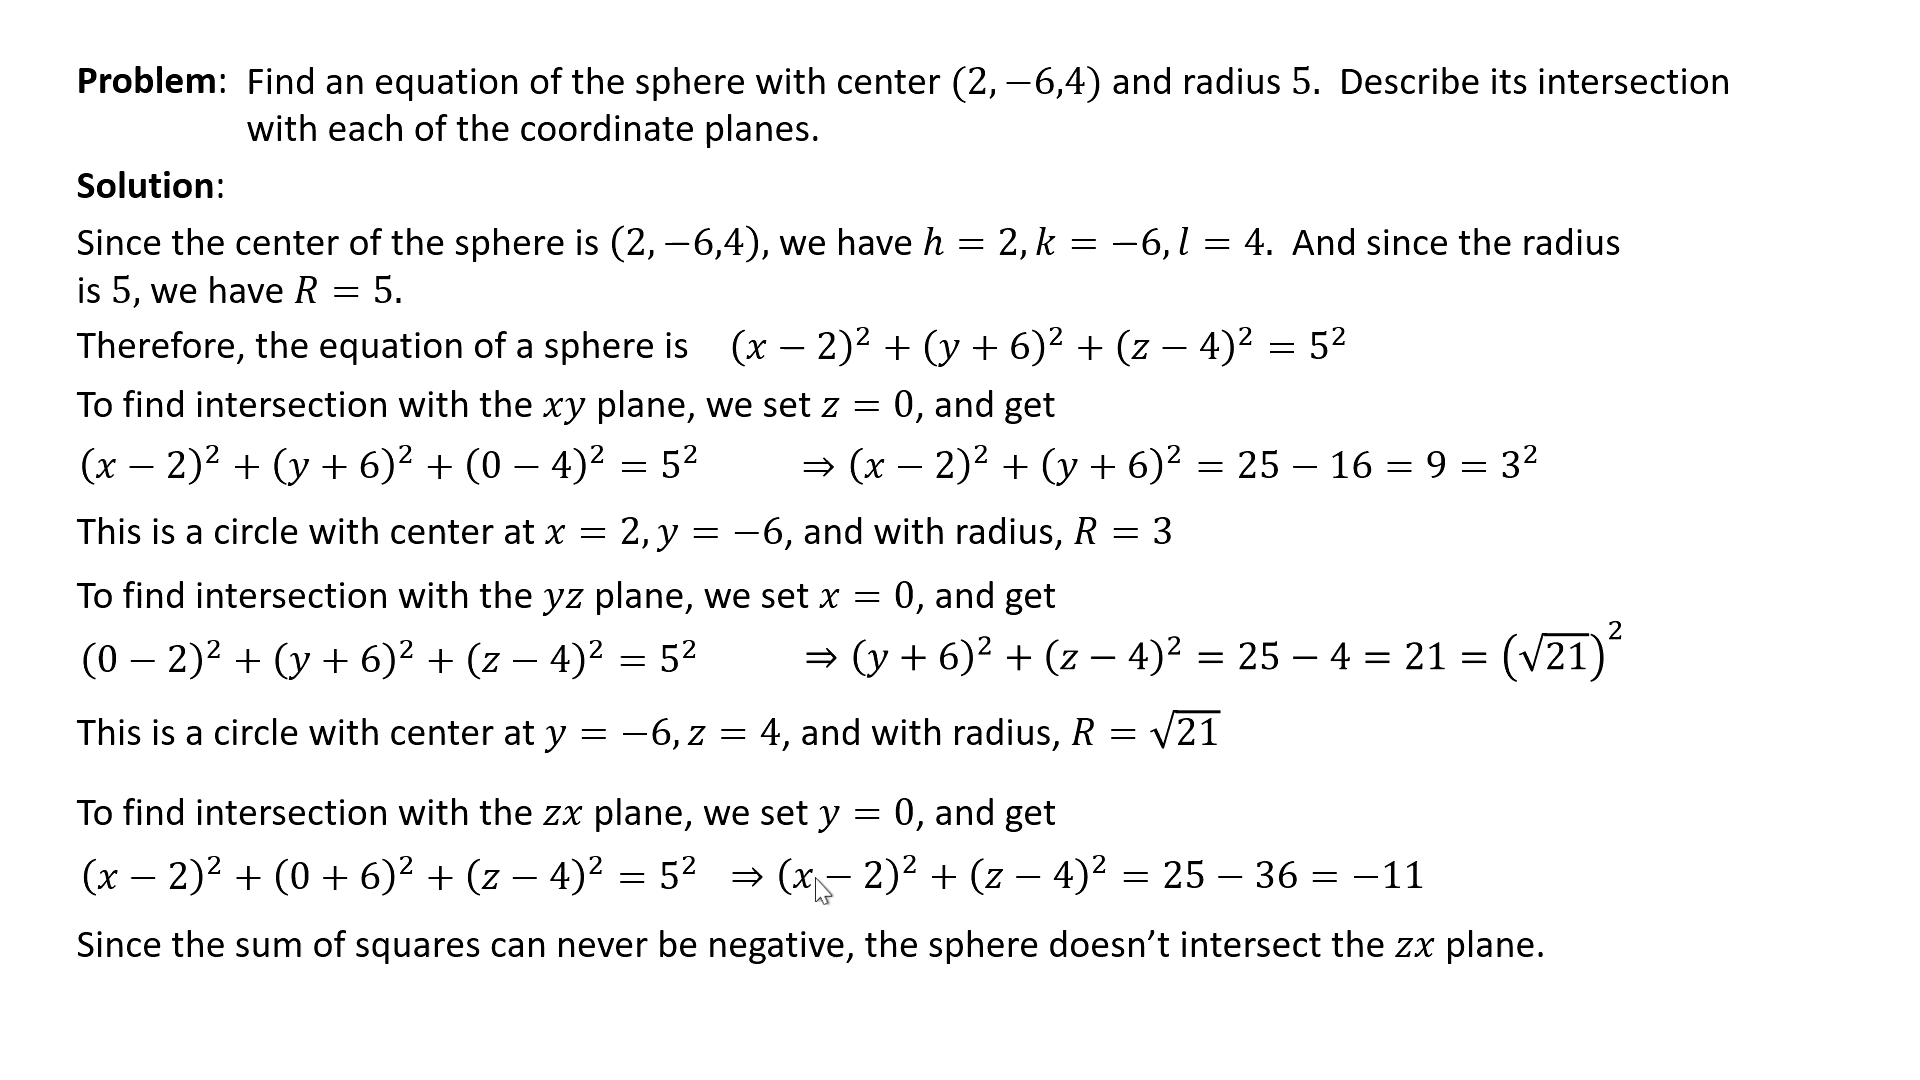 Problem: Find an equation of the sphere with center (2, −6,4) and radius 5. Describe its intersection
with each of the coordinate planes.
Solution:
Since the center of the sphere is (2, −6,4), we have h = 2, k = −6, l = 4. And since the radius
is 5, we have R = 5.
Therefore, the equation of a sphere is (x − 2)² + (y + 6)² + (z − 4)² = 5²
To find intersection with the xy plane, we set z = 0, and get
(x − 2)² + (y + 6)² + (0 − 4)² = 5² ⇒ (x − 2)² + (y + 6)² = 25 − 16 = 9 = 3²
This is a circle with center at x = 2, y = −6, and with radius, R = 3
To find intersection with the yz plane, we set x = 0, and get
(0 − 2)² + (y + 6)² + (z − 4)² = 5² ⇒ (y + 6)² + (z − 4)² = 25 − 4 = 21 = (√21)²
This is a circle with center at y = −6, z = 4, and with radius, R = √21
To find intersection with the zx plane, we set y = 0, and get
(x − 2)² + (0 + 6)² + (z − 4)² = 5² ⇒ (x − 2)² + (z − 4)² = 25 − 36 = −11
Since the sum of squares can never be negative, the sphere doesn’t intersect the zx plane.